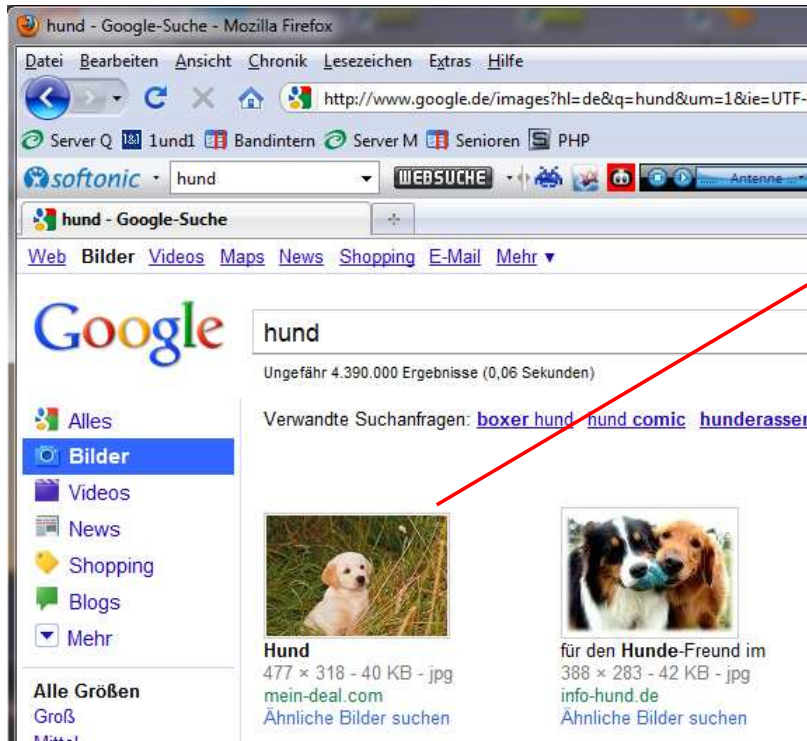 hund - Google-Suche - Mozilla Firefox
Datei Bearbeiten Ansicht Chronik Lesezeichen Extras Hilfe
http://www.google.de/images?hl=de&q=hund&um=1&ie=UTF-
Server Q 1&1 1und1 Bandintern Server M Senioren S PHP
softonic hund WEBSUCHE Antenne ...
hund - Google-Suche
Web Bilder Videos Maps News Shopping E-Mail Mehr ▼
Google hund
Ungefähr 4.390.000 Ergebnisse (0,06 Sekunden)
Alles
Verwandte Suchanfragen: boxer hund hund comic hunderassen
Bilder
Videos
News
Shopping
Blogs
Mehr
Hund
477 × 318 - 40 KB - jpg
mein-deal.com
Ähnliche Bilder suchen
für den Hunde-Freund im
388 × 283 - 42 KB - jpg
info-hund.de
Ähnliche Bilder suchen
Alle Größen
Groß
Mittel